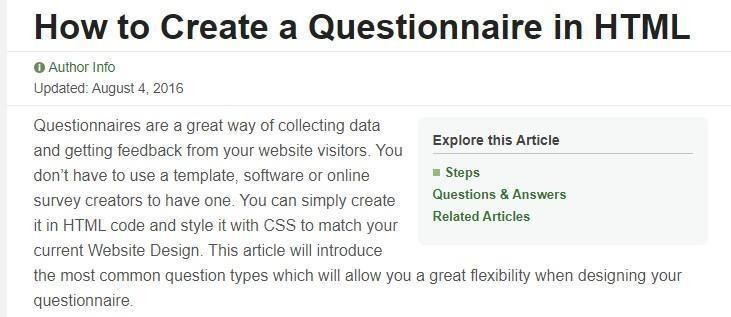 How to Create a Questionnaire in HTML
Author Info
Updated: August 4, 2016
Questionnaires are a great way of collecting data
and getting feedback from your website visitors. You
don’t have to use a template, software or online
survey creators to have one. You can simply create
it in HTML code and style it with CSS to match your
current Website Design. This article will introduce
the most common question types which will allow you a great flexibility when designing your
questionnaire.
Explore this Article
Steps
Questions & Answers
Related Articles